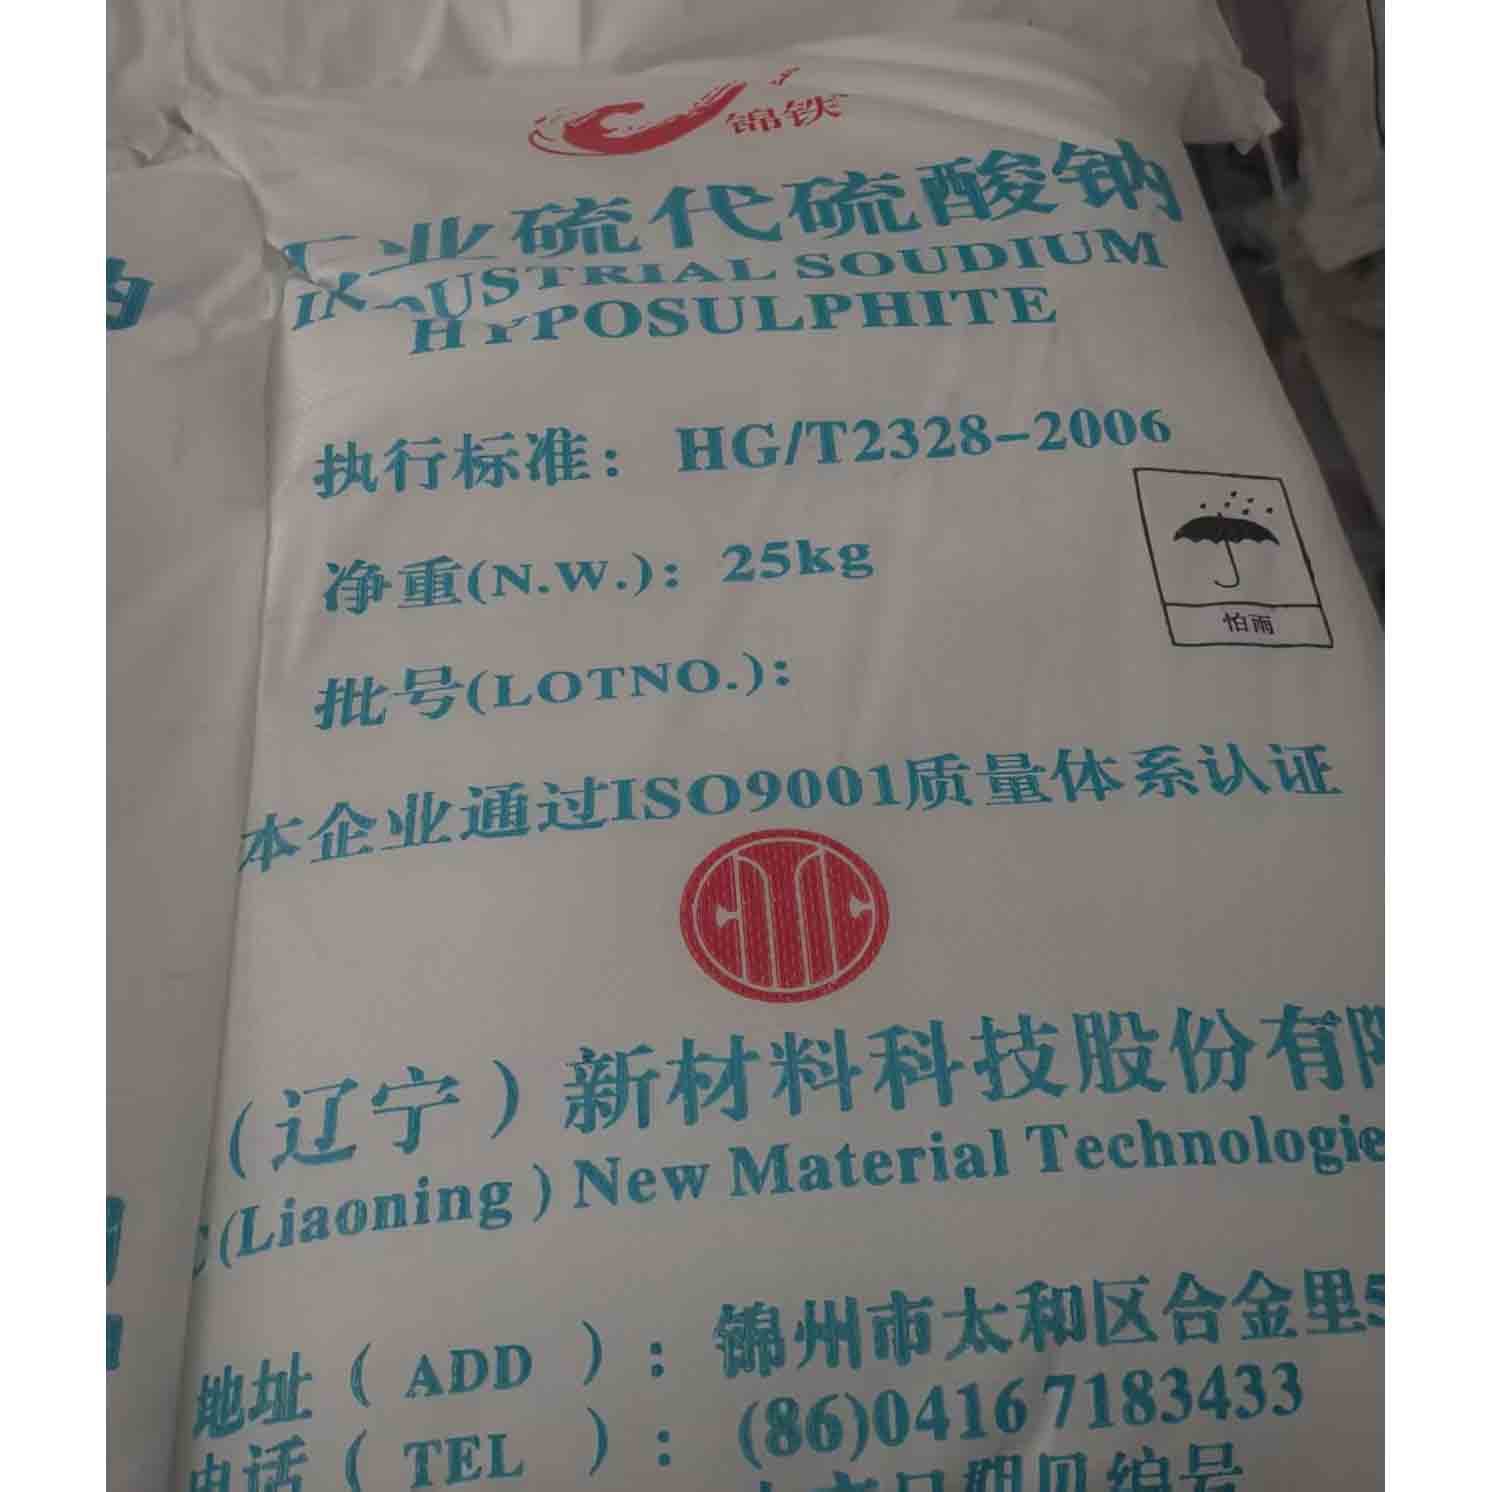 锦铁
工业硫代硫酸钠
INDUSTRIAL SOUDIUM
HYPOSULPHITE
执行标准：HG/T2328-2006
净重(N.W.)：25kg
怕雨
批号(LOTNO.)：
本企业通过ISO9001质量体系认证
（辽宁）新材料科技股份有
(Liaoning) New Material Technologie
地址（ADD）：锦州市太和区合金里5
电话（TEL）：(86)0416 7183433